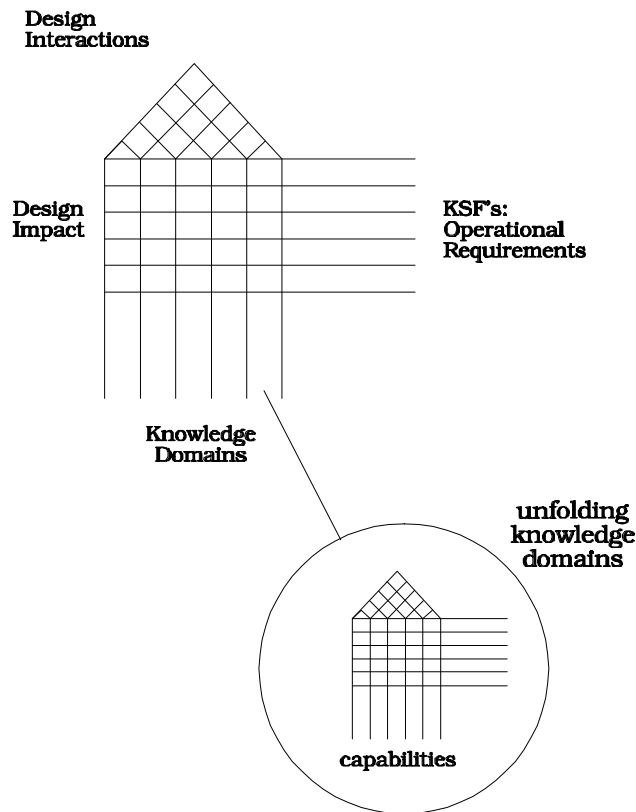 Design
Interactions
Design
Impact
KSF's:
Operational
Requirements
Knowledge
Domains
unfolding
knowledge
domains
capabilities